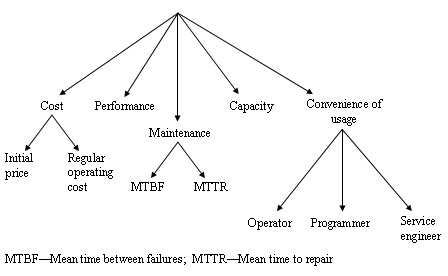 Cost
Performance
Maintenance
Capacity
Convenience of
usage
Initial
price
Regular
operating
cost
MTBF
MTTR
Operator
Programmer
Service
engineer
MTBF—Mean time between failures; MTTR—Mean time to repair